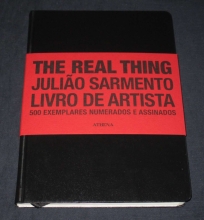 THE REAL THING
JULIÃO SARMENTO
LIVRO DE ARTISTA
500 EXEMPLARES NUMERADOS E ASSINADOS